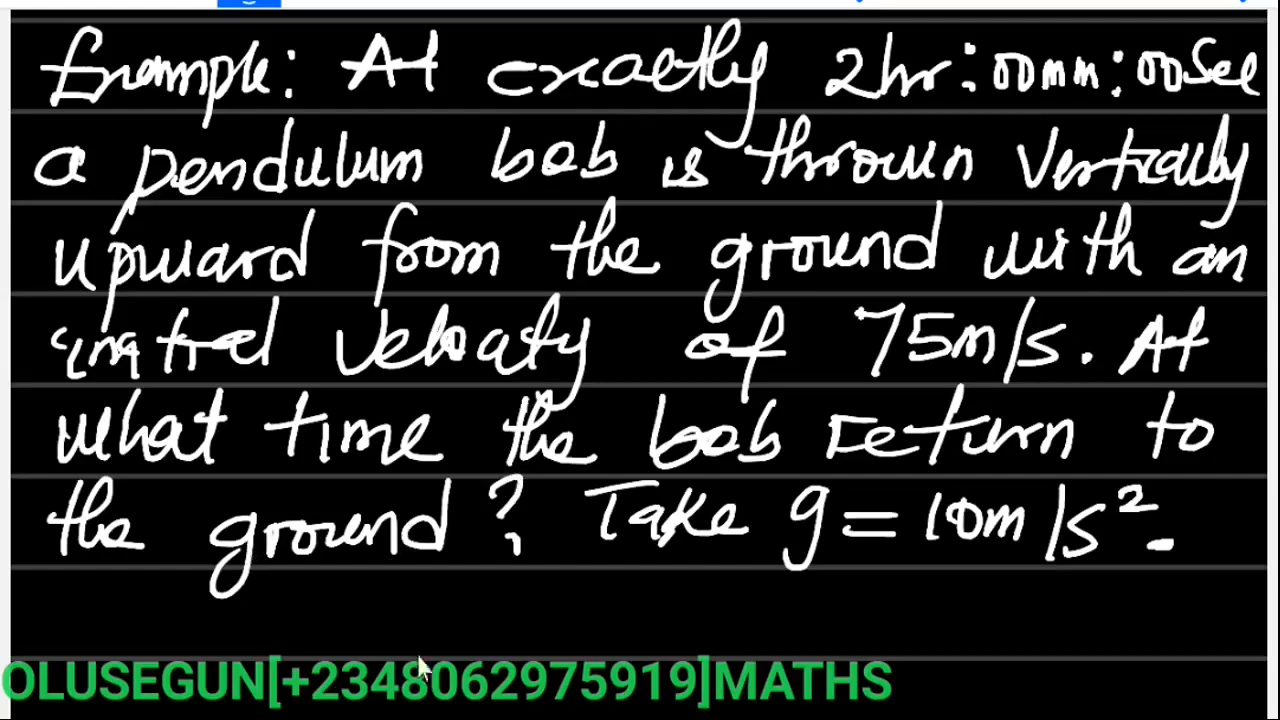 Example: At exactly 2hr:00mm:00Sec
a pendulum bob is thrown vertically
upward from the ground with an
initial velocity of 75m/s. At
what time the bob return to
the ground? Take g=10m/s².
OLUSEGUN[+2348062975919]MATHS